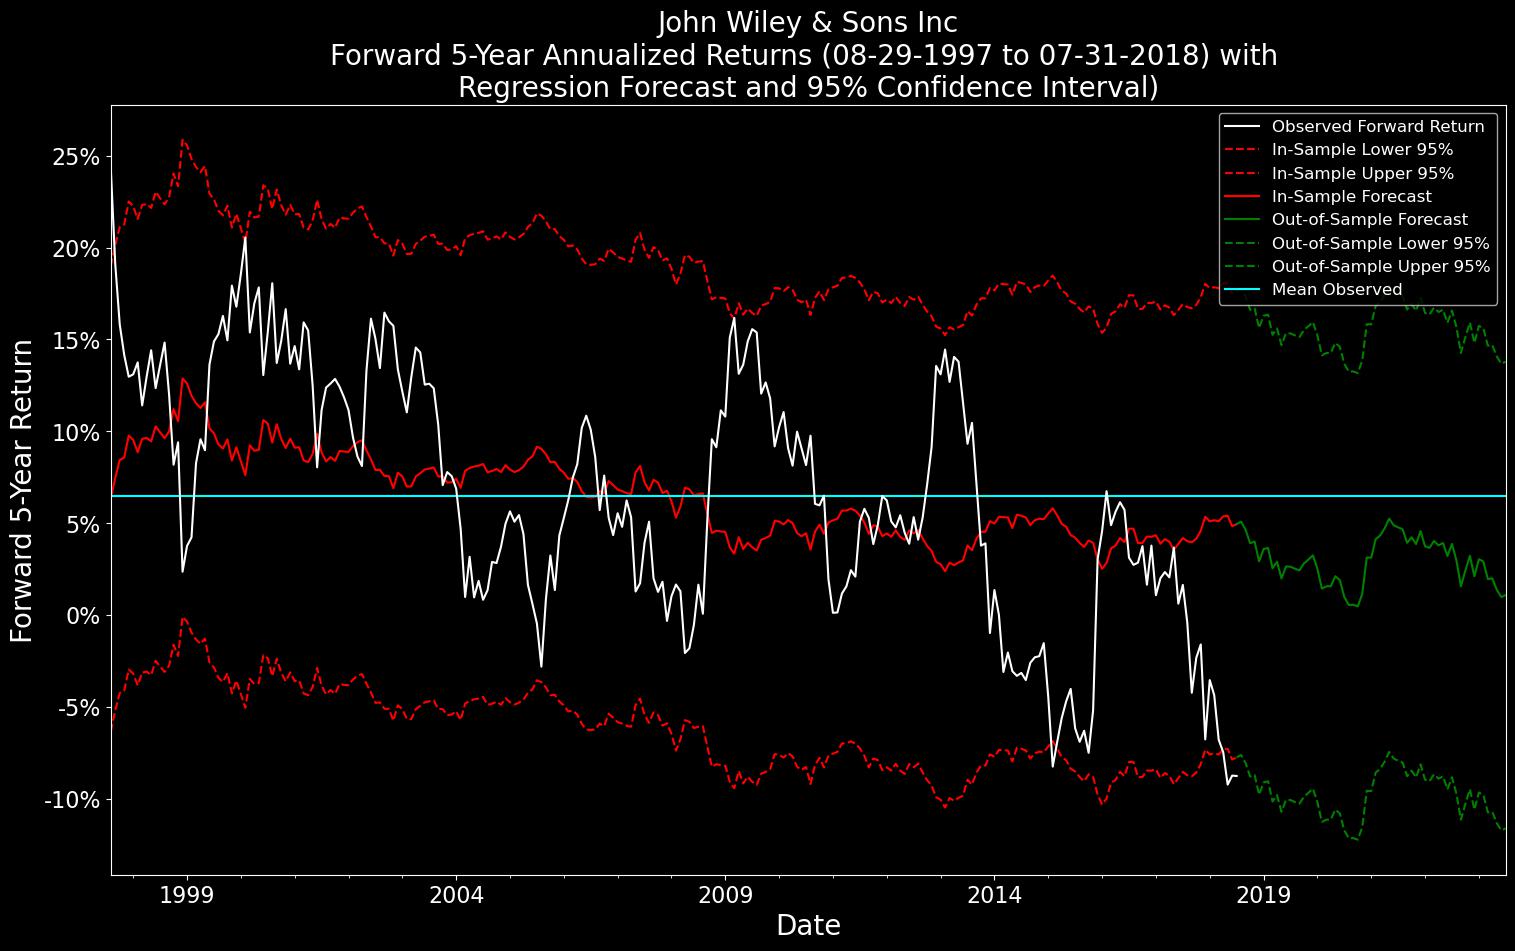 John Wiley & Sons Inc
Forward 5-Year Annualized Returns (08-29-1997 to 07-31-2018) with
Regression Forecast and 95% Confidence Interval)
Observed Forward Return
In-Sample Lower 95%
In-Sample Upper 95%
In-Sample Forecast
Out-of-Sample Forecast
Out-of-Sample Lower 95%
Out-of-Sample Upper 95%
Mean Observed
Forward 5-Year Return
25%
20%
15%
10%
5%
0%
-5%
-10%
1999
2004
2009
2014
2019
Date